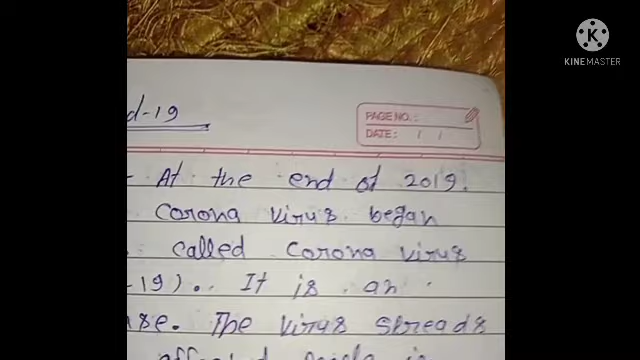 KINEMASTER
d-19
PAGE NO.:
DATE: / /
At the end of 2019.
corona virus began
called corona virus
-19). It is an
The virus spreads